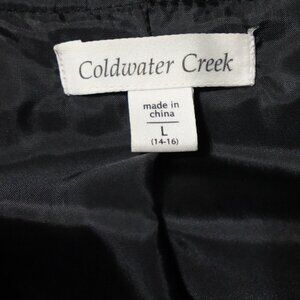 Coldwater Creek
made in
china
L
(14-16)